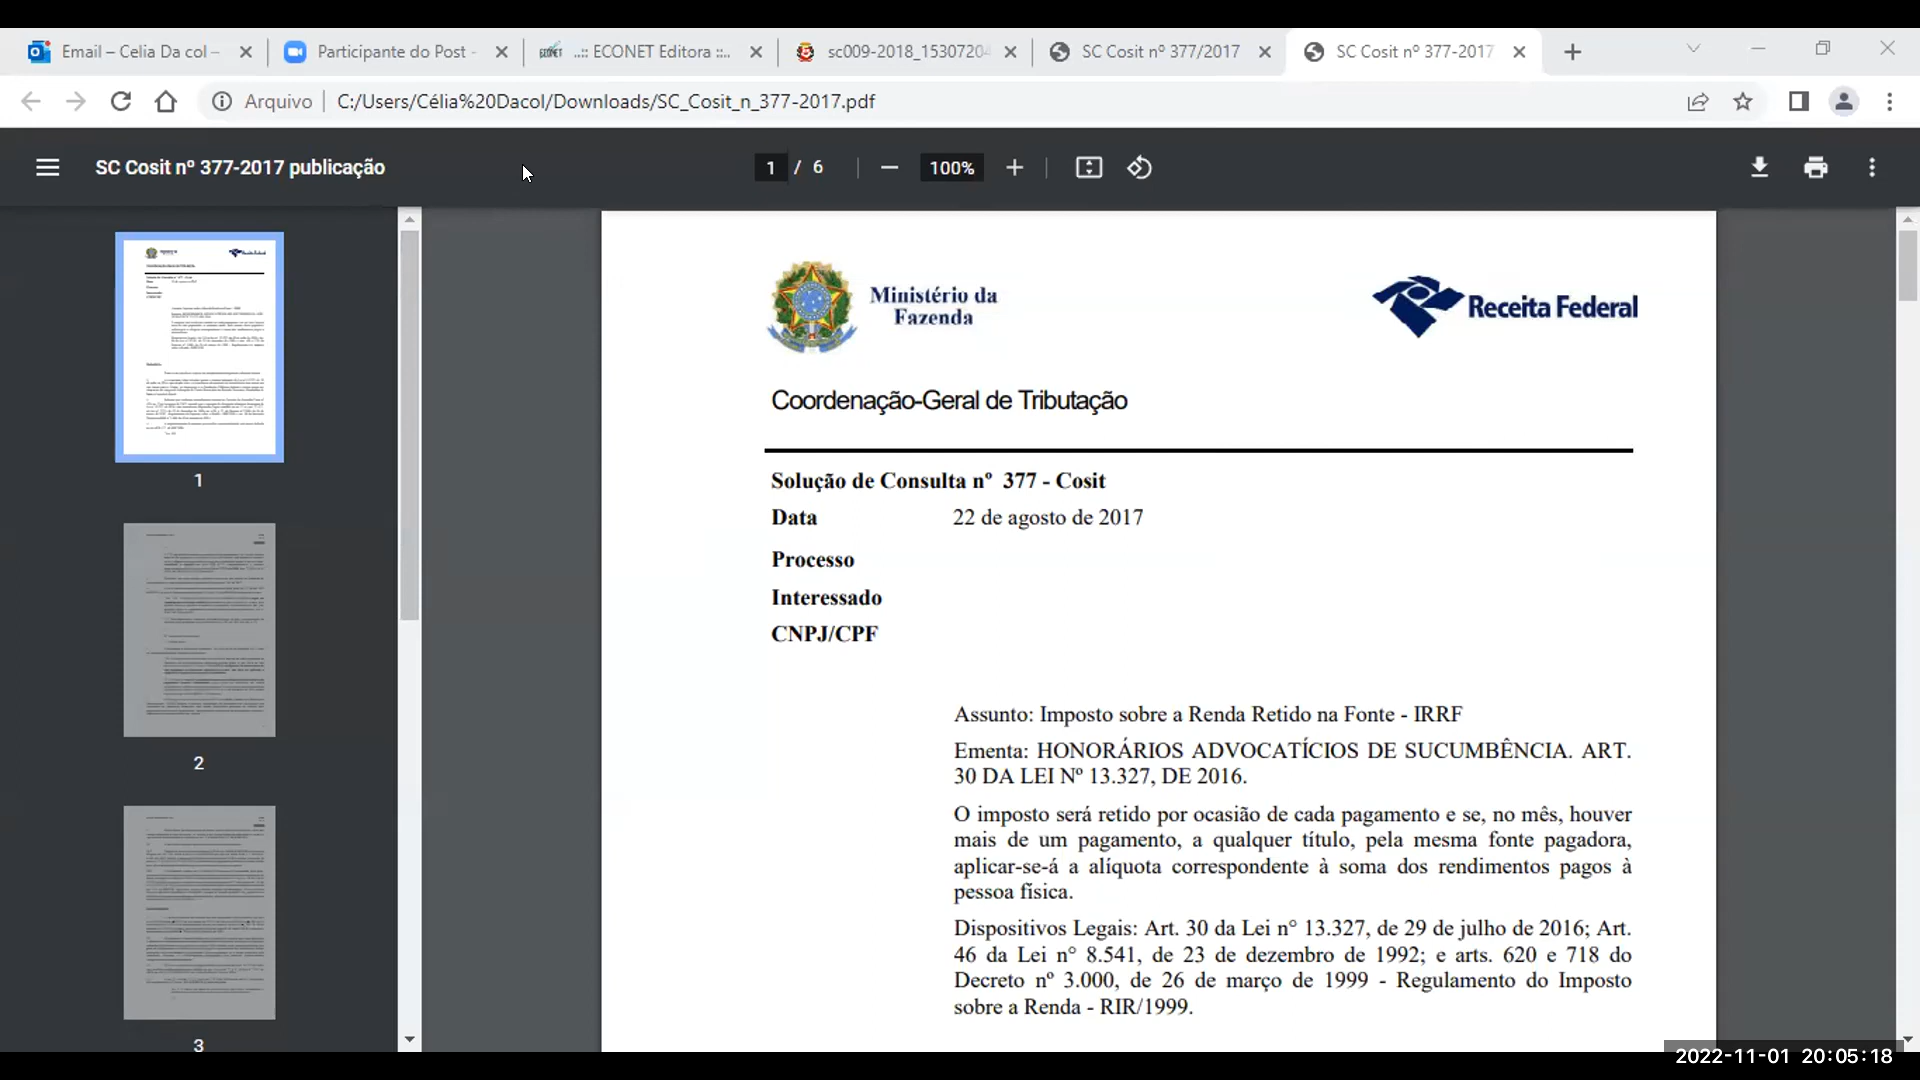 Email – Celia Da col –
Participante do Post -
..:: ECONET Editora ::..
sc009-2018_1530720
SC Cosit nº 377/2017
SC Cosit nº 377-2017
Arquivo
C:/Users/Célia%20Dacol/Downloads/SC_Cosit_n_377-2017.pdf
SC Cosit nº 377-2017 publicação
1 / 6
100%
1
2
3
Ministério da
Fazenda
Receita Federal
Coordenação-Geral de Tributação
Solução de Consulta nº 377 - Cosit
Data 22 de agosto de 2017
Processo
Interessado
CNPJ/CPF
Assunto: Imposto sobre a Renda Retido na Fonte - IRRF
Ementa: HONORÁRIOS ADVOCATÍCIOS DE SUCUMBÊNCIA. ART.
30 DA LEI Nº 13.327, DE 2016.
O imposto será retido por ocasião de cada pagamento e se, no mês, houver
mais de um pagamento, a qualquer título, pela mesma fonte pagadora,
aplicar-se-á a alíquota correspondente à soma dos rendimentos pagos à
pessoa física.
Dispositivos Legais: Art. 30 da Lei n° 13.327, de 29 de julho de 2016; Art.
46 da Lei n° 8.541, de 23 de dezembro de 1992; e arts. 620 e 718 do
Decreto nº 3.000, de 26 de março de 1999 - Regulamento do Imposto
sobre a Renda - RIR/1999.
2022-11-01 20:05:18